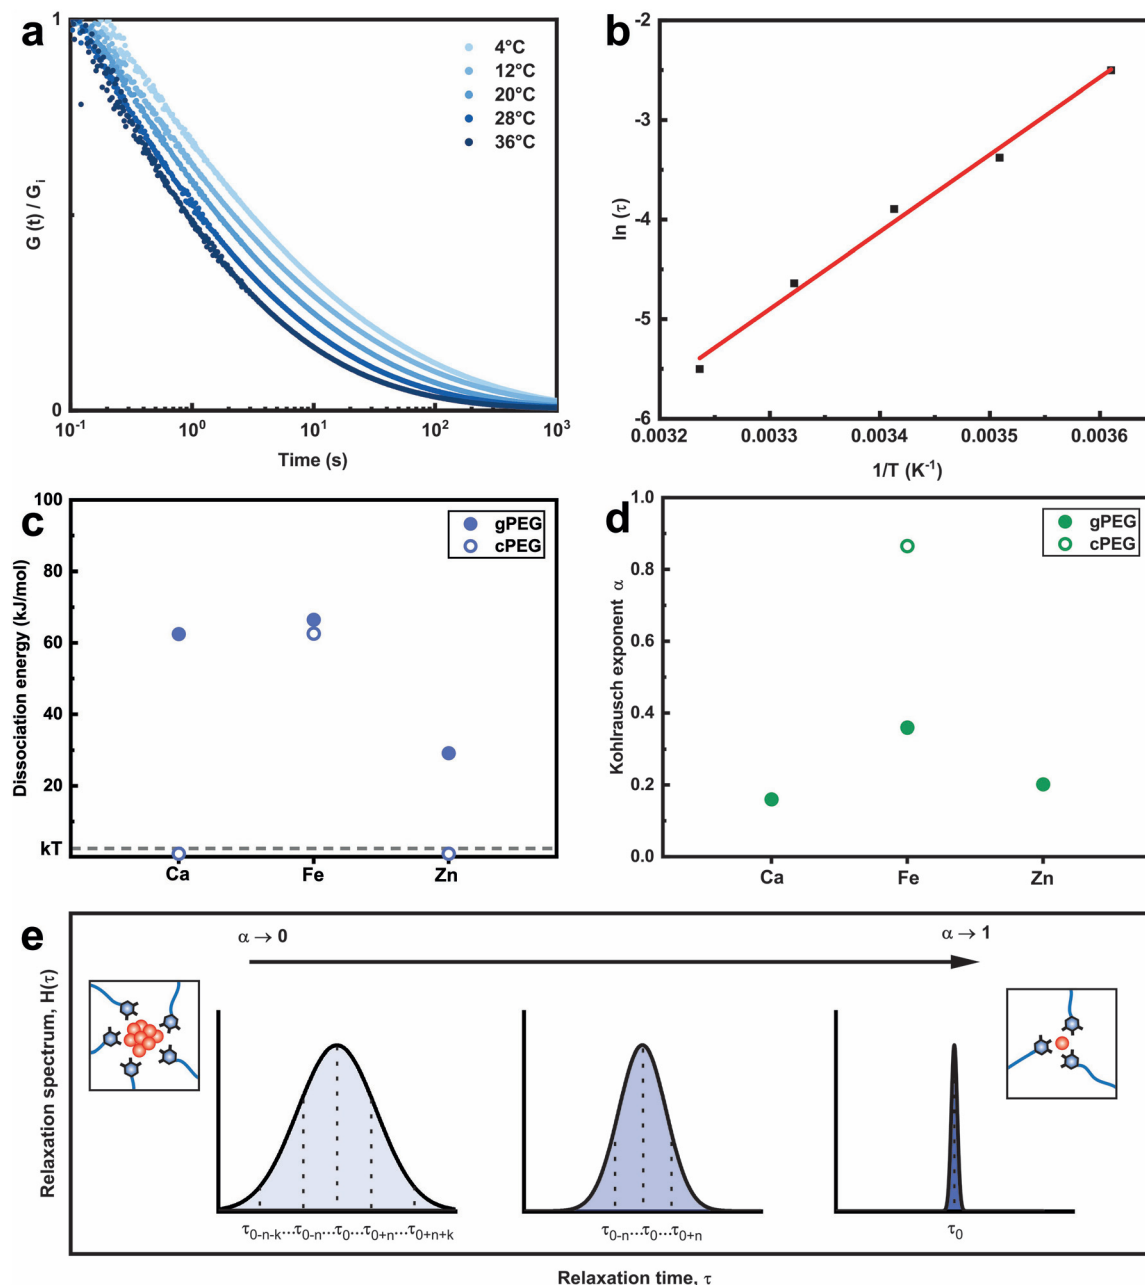 a
G (t) / Gᵢ
1
0
4°C
12°C
20°C
28°C
36°C
10⁻¹ 10⁰ 10¹ 10² 10³
Time (s)
b
ln (τ)
-2
-3
-4
-5
-6
0.0032 0.0033 0.0034 0.0035 0.0036
1/T (K⁻¹)
c
Dissociation energy (kJ/mol)
100
80
60
40
20
kT
gPEG
cPEG
Ca Fe Zn
d
Kohlrausch exponent α
1.0
0.8
0.6
0.4
0.2
0.0
gPEG
cPEG
Ca Fe Zn
e
Relaxation spectrum, H(τ)
α → 0
α → 1
τ₀₋ₙ₋ₖ...τ₀₋ₙ...τ₀...τ₀₊ₙ...τ₀₊ₙ₊ₖ
τ₀₋ₙ...τ₀...τ₀₊ₙ
τ₀
Relaxation time, τ